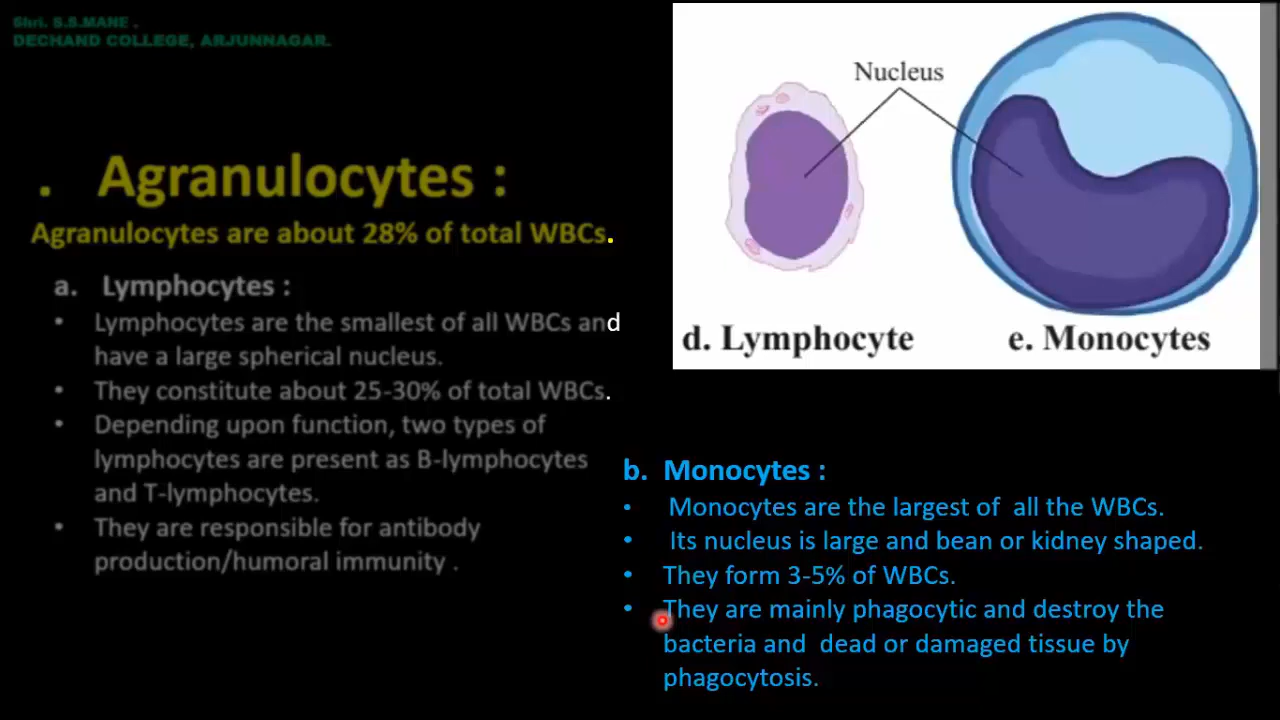 Shri. S.S.MANE .
DECHAND COLLEGE, ARJUNNAGAR.
. Agranulocytes :
Agranulocytes are about 28% of total WBCs.
a. Lymphocytes :
• Lymphocytes are the smallest of all WBCs and
have a large spherical nucleus.
• They constitute about 25-30% of total WBCs.
• Depending upon function, two types of
lymphocytes are present as B-lymphocytes
and T-lymphocytes.
• They are responsible for antibody
production/humoral immunity .
Nucleus
d. Lymphocyte
e. Monocytes
b. Monocytes :
• Monocytes are the largest of all the WBCs.
• Its nucleus is large and bean or kidney shaped.
• They form 3-5% of WBCs.
• They are mainly phagocytic and destroy the
bacteria and dead or damaged tissue by
phagocytosis.